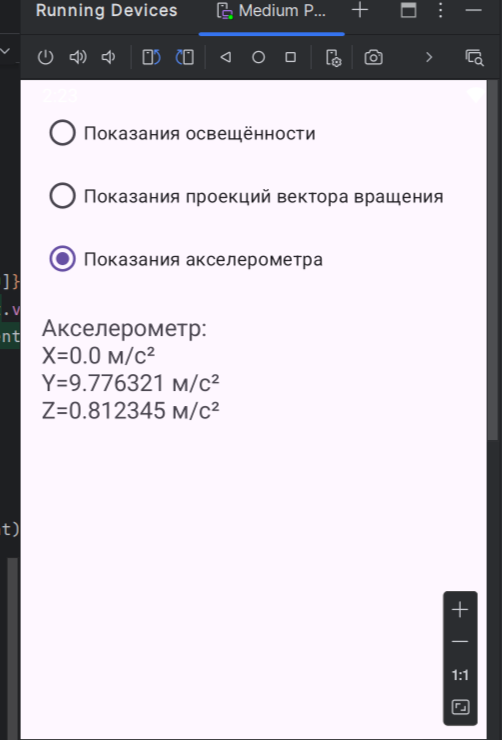 Running Devices
Medium P...
2:23
Показания освещённости
Показания проекций вектора вращения
Показания акселерометра
]}
.v
nt
Акселерометр:
X=0.0 м/с²
Y=9.776321 м/с²
Z=0.812345 м/с²
t)
1:1